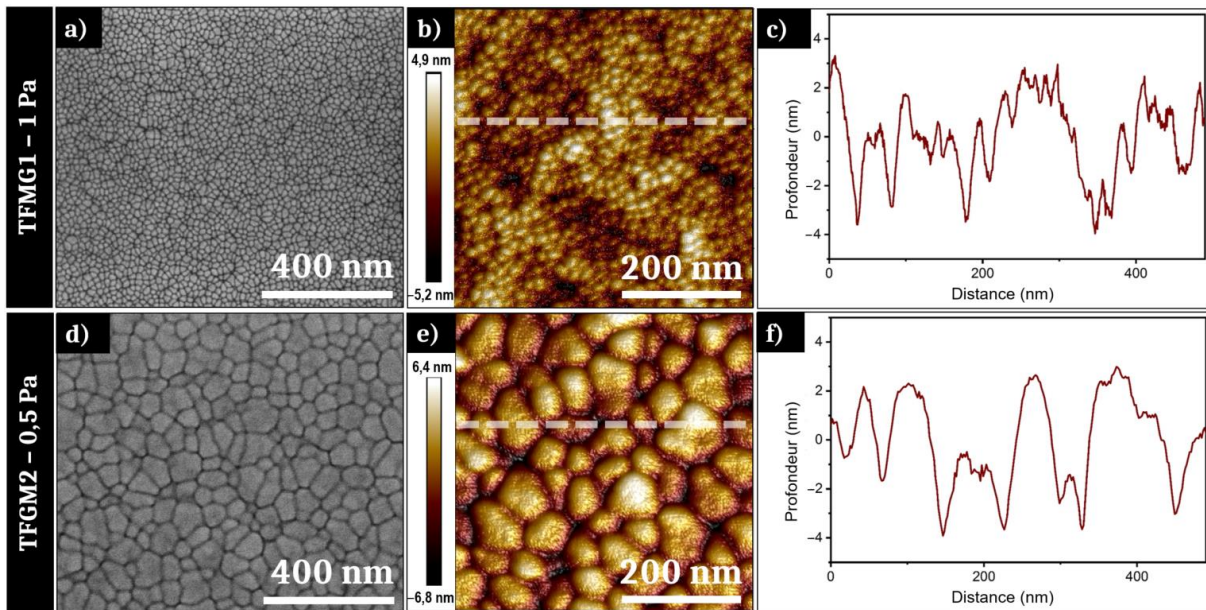 TFMG1 – 1 Pa
a)
400 nm
b)
4,9 nm
–5,2 nm
200 nm
c)
Profondeur (nm)
4
2
0
−2
−4
0
200
400
Distance (nm)
TFGM2 – 0,5 Pa
d)
400 nm
e)
6,4 nm
–6,8 nm
200 nm
f)
Profondeur (nm)
4
2
0
−2
−4
0
200
400
Distance (nm)